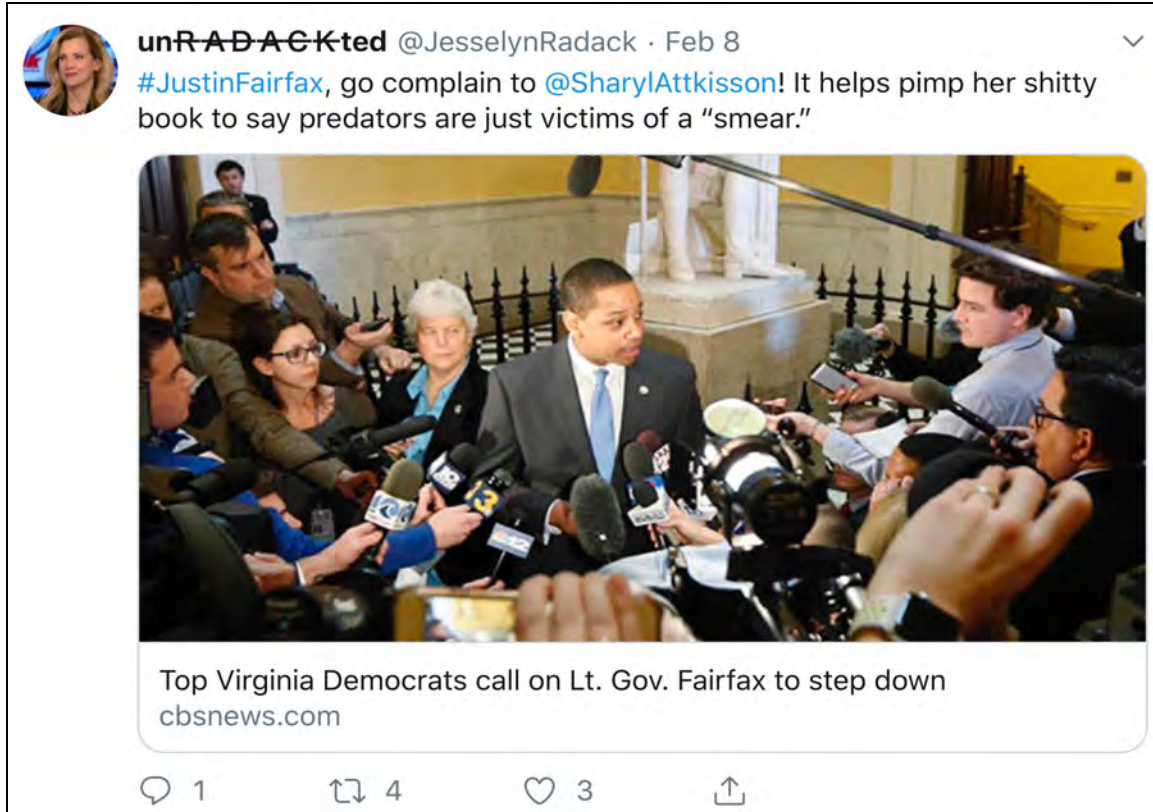 unRADACKted @JesselynRadack · Feb 8
#JustinFairfax, go complain to @SharylAttkisson! It helps pimp her shitty
book to say predators are just victims of a “smear.”
13
Top Virginia Democrats call on Lt. Gov. Fairfax to step down
cbsnews.com
1 4 3